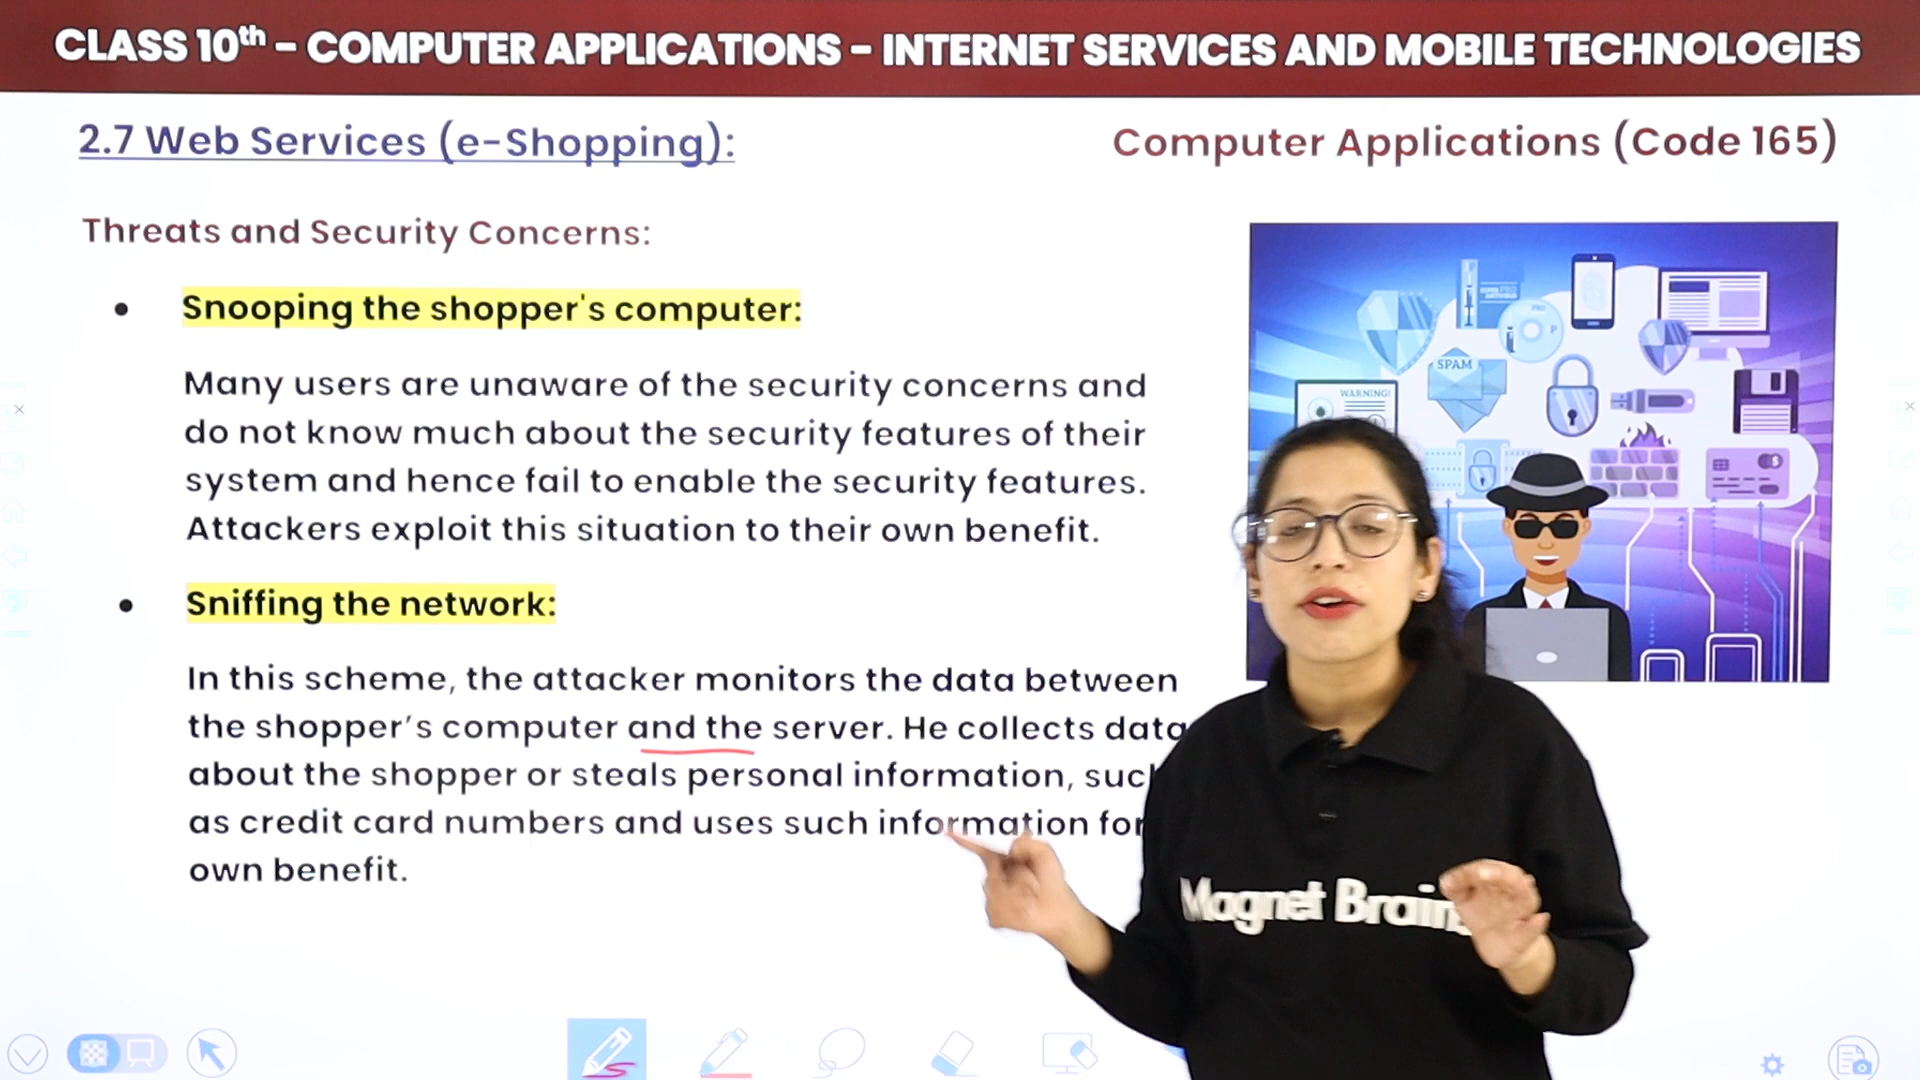 CLASS 10th – COMPUTER APPLICATIONS – INTERNET SERVICES AND MOBILE TECHNOLOGIES
2.7 Web Services (e-Shopping):
Computer Applications (Code 165)
Threats and Security Concerns:
• Snooping the shopper's computer:
Many users are unaware of the security concerns and
do not know much about the security features of their
system and hence fail to enable the security features.
Attackers exploit this situation to their own benefit.
• Sniffing the network:
In this scheme, the attacker monitors the data between
the shopper’s computer and the server. He collects data
about the shopper or steals personal information, such
as credit card numbers and uses such information for
own benefit.
SPAM
WARNING!
Magnet Brains